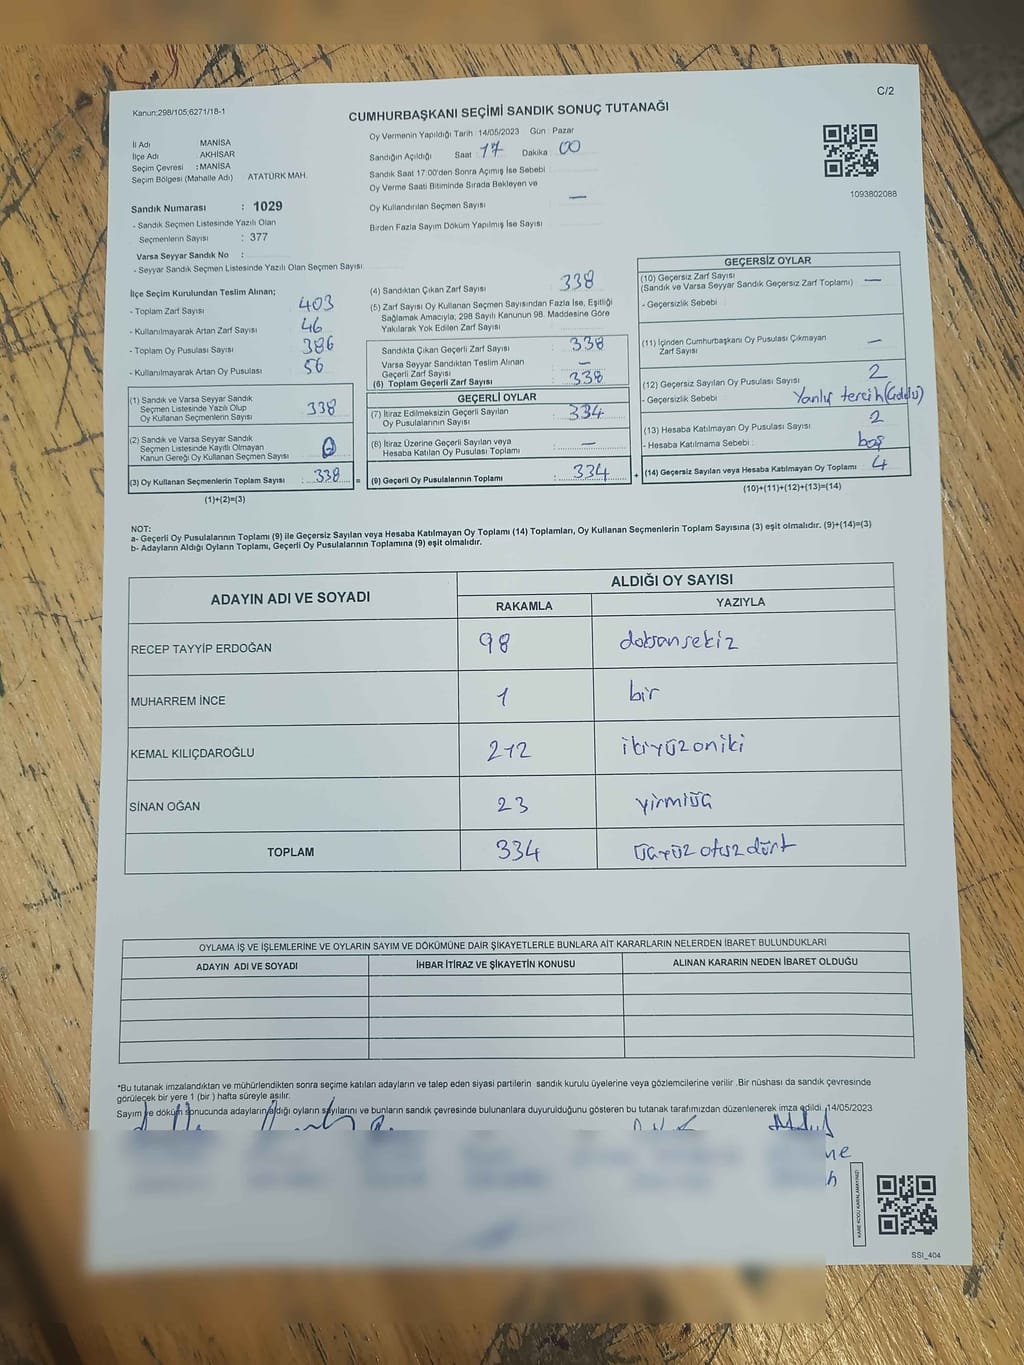 Kanun:298/105;6271/18-1
C/2
CUMHURBAŞKANI SEÇİMİ SANDIK SONUÇ TUTANAĞI
İl Adı MANİSA
İlçe Adı AKHİSAR
Seçim Çevresi : MANİSA
Seçim Bölgesi (Mahalle Adı) ATATÜRK MAH.
Sandık Numarası : 1029
- Sandık Seçmen Listesinde Yazılı Olan
Seçmenlerin Sayısı : 377
Varsa Seyyar Sandık No :
- Seyyar Sandık Seçmen Listesinde Yazılı Olan Seçmen Sayısı:
Oy Vermenin Yapıldığı Tarih 14/05/2023 Gün Pazar
Sandığın Açıldığı Saat 17 Dakika 00
Sandık Saat 17:00'den Sonra Açımış İse Sebebi :
Oy Verme Saati Bitiminde Sırada Bekleyen ve
Oy Kullandırılan Seçmen Sayısı : —
Birden Fazla Sayım Döküm Yapılmış İse Sayısı :
1093802088
İlçe Seçim Kurulundan Teslim Alınan;
- Toplam Zarf Sayısı : 403
- Kullanılmayarak Artan Zarf Sayısı : 46
- Toplam Oy Pusulası Sayısı : 386
- Kullanılmayarak Artan Oy Pusulası : 56
(1) Sandık ve Varsa Seyyar Sandık
Seçmen Listesinde Yazılı Olup
Oy Kullanan Seçmenlerin Sayısı : 338
(2) Sandık ve Varsa Seyyar Sandık
Seçmen Listesinde Kayıtlı Olmayan
Kanun Gereği Oy Kullanan Seçmen Sayısı : 0
(3) Oy Kullanan Seçmenlerin Toplam Sayısı : 338 =
(1)+(2)=(3)
(4) Sandıktan Çıkan Zarf Sayısı : 338
(5) Zarf Sayısı Oy Kullanan Seçmen Sayısından Fazla İse, Eşitliği
Sağlamak Amacıyla; 298 Sayılı Kanunun 98. Maddesine Göre
Yakılarak Yok Edilen Zarf Sayısı :
Sandıkta Çıkan Geçerli Zarf Sayısı : 338
Varsa Seyyar Sandıktan Teslim Alınan
Geçerli Zarf Sayısı : —
(6) Toplam Geçerli Zarf Sayısı : 338
GEÇERLİ OYLAR
(7) İtiraz Edilmeksizin Geçerli Sayılan
Oy Pusulalarının Sayısı : 334
İtiraz Üzerine Geçerli Sayılan veya
Hesaba Katılan Oy Pusulası Toplamı : —
(9) Geçerli Oy Pusulalarının Toplamı : 334 +
GEÇERSİZ OYLAR
(10) Geçersiz Zarf Sayısı
(Sandık ve Varsa Seyyar Sandık Geçersiz Zarf Toplamı) : —
- Geçersizlik Sebebi :
(11) İçinden Cumhurbaşkanı Oy Pusulası Çıkmayan
Zarf Sayısı : —
(12) Geçersiz Sayılan Oy Pusulası Sayısı : 2
- Geçersizlik Sebebi : Yanlış tercih
(13) Hesaba Katılmayan Oy Pusulası Sayısı : 2
- Hesaba Katılmama Sebebi : boş
(14) Geçersiz Sayılan veya Hesaba Katılmayan Oy Toplamı : 4
(10)+(11)+(12)+(13)=(14)
NOT:
a- Geçerli Oy Pusulalarının Toplamı (9) ile Geçersiz Sayılan veya Hesaba Katılmayan Oy Toplamı (14) Toplamları, Oy Kullanan Seçmenlerin Toplam Sayısına (3) eşit olmalıdır. (9)+(14)=(3)
b- Adayların Aldığı Oyların Toplamı, Geçerli Oy Pusulalarının Toplamına (9) eşit olmalıdır.
ADAYIN ADI VE SOYADI
ALDIĞI OY SAYISI
RAKAMLA YAZIYLA
RECEP TAYYİP ERDOĞAN 98 doksansekiz
MUHARREM İNCE 1 bir
KEMAL KILIÇDAROĞLU 212 ikiyüzoniki
SİNAN OĞAN 23 yirmiüç
TOPLAM 334 üçyüz otuz dört
OYLAMA İŞ VE İŞLEMLERİNE VE OYLARIN SAYIM VE DÖKÜMÜNE DAİR ŞİKAYETLERLE BUNLARA AİT KARARLARIN NELERDEN İBARET BULUNDUKLARI
ADAYIN ADI VE SOYADI İHBAR İTİRAZ VE ŞİKAYETİN KONUSU ALINAN KARARIN NEDEN İBARET OLDUĞU
*Bu tutanak imzalandıktan ve mühürlendikten sonra seçime katılan adayların ve talep eden siyasi partilerin sandık kurulu üyelerine veya gözlemcilerine verilir .Bir nüshası da sandık çevresinde
görülecek bir yere 1 (bir ) hafta süreyle asılır.
Sayım ve döküm sonucunda adayların aldığı oyların sayılarını ve bunların sandık çevresinde bulunanlara duyurulduğunu gösteren bu tutanak tarafımızdan düzenlenerek imza edildi. 14/05/2023
KARE KODU KARALAMAYINIZ!
SSI_404